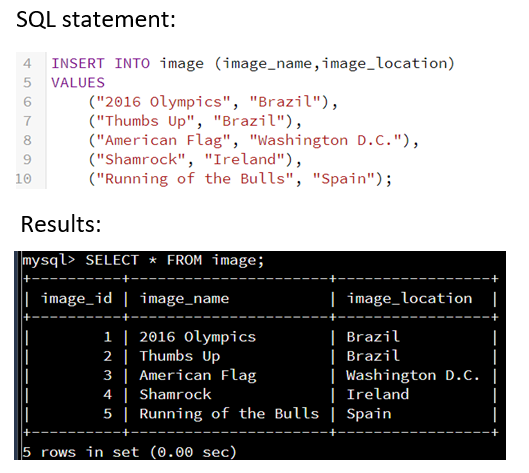 SQL statement:
4 INSERT INTO image (image_name,image_location)
5 VALUES
6 ("2016 Olympics", "Brazil"),
7 ("Thumbs Up", "Brazil"),
8 ("American Flag", "Washington D.C."),
9 ("Shamrock", "Ireland"),
10 ("Running of the Bulls", "Spain");
Results:
mysql> SELECT * FROM image;
+----------+----------------------+-----------------+
| image_id | image_name | image_location |
+----------+----------------------+-----------------+
| 1 | 2016 Olympics | Brazil |
| 2 | Thumbs Up | Brazil |
| 3 | American Flag | Washington D.C. |
| 4 | Shamrock | Ireland |
| 5 | Running of the Bulls | Spain |
+----------+----------------------+-----------------+
5 rows in set (0.00 sec)